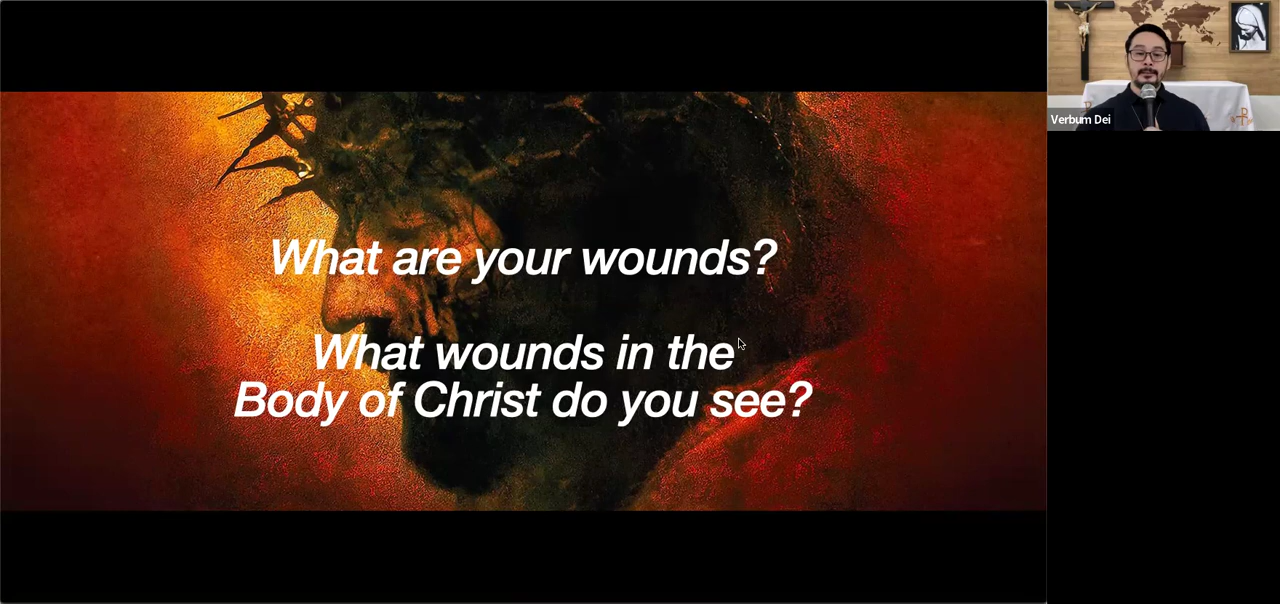 What are your wounds?
What wounds in the
Body of Christ do you see?
Verbum Dei